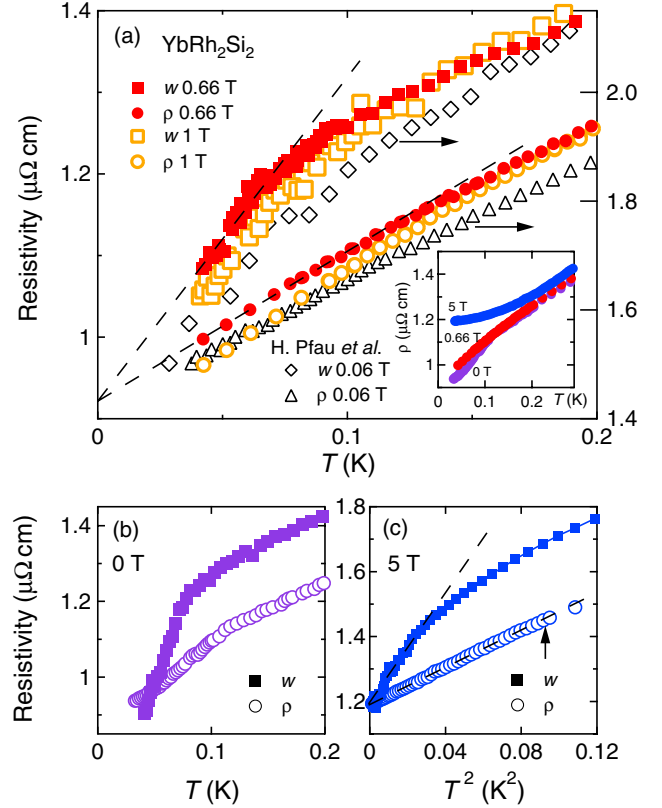 (a) YbRh₂Si₂
w 0.66 T
ρ 0.66 T
w 1 T
ρ 1 T
H. Pfau et al.
w 0.06 T
ρ 0.06 T
Resistivity (μΩ cm)
1.4
1.2
1
2.0
1.8
1.6
1.4
0
0.1
0.2
T (K)
ρ (μΩ cm)
1.4
1.2
1
5 T
0.66 T
0 T
0
0.1
0.2
T (K)
(b)
0 T
Resistivity (μΩ cm)
1.4
1.2
1
w
ρ
0
0.1
0.2
T (K)
(c)
5 T
1.8
1.6
1.4
1.2
w
ρ
0
0.04
0.08
0.12
T² (K²)